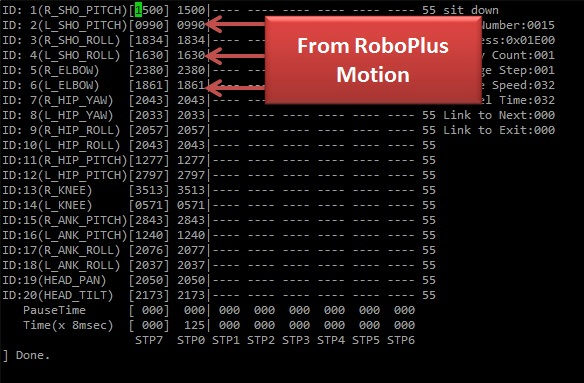 ID: 1(R_SHO_PITCH)[1500] 1500|---- ---- ---- ---- ---- ---- 55 sit down
ID: 2(L_SHO_PITCH)[0990] 0990 Number:0015
ID: 3(R_SHO_ROLL) [1834] 1834 ess:0x01E00
ID: 4(L_SHO_ROLL) [1630] 1630 Count:001
ID: 5(R_ELBOW) [2380] 2380 Step:001
ID: 6(L_ELBOW) [1861] 1861 Speed:032
ID: 7(R_HIP_YAW) [2043] 2043 Time:032
ID: 8(L_HIP_YAW) [2033] 2033|---- ---- ---- ---- ---- ---- 55 Link to Next:000
ID: 9(R_HIP_ROLL) [2057] 2057|---- ---- ---- ---- ---- ---- 55 Link to Exit:000
ID:10(L_HIP_ROLL) [2043] 2043|---- ---- ---- ---- ---- ---- 55
ID:11(R_HIP_PITCH)[1277] 1277|---- ---- ---- ---- ---- ---- 55
ID:12(L_HIP_PITCH)[2797] 2797|---- ---- ---- ---- ---- ---- 55
ID:13(R_KNEE) [3513] 3513|---- ---- ---- ---- ---- ---- 55
ID:14(L_KNEE) [0571] 0571|---- ---- ---- ---- ---- ---- 55
ID:15(R_ANK_PITCH)[2843] 2843|---- ---- ---- ---- ---- ---- 55
ID:16(L_ANK_PITCH)[1240] 1240|---- ---- ---- ---- ---- ---- 55
ID:17(R_ANK_ROLL) [2076] 2077|---- ---- ---- ---- ---- ---- 55
ID:18(L_ANK_ROLL) [2037] 2037|---- ---- ---- ---- ---- ---- 55
ID:19(HEAD_PAN) [2050] 2050|---- ---- ---- ---- ---- ---- 55
ID:20(HEAD_TILT) [2173] 2173|---- ---- ---- ---- ---- ---- 55
PauseTime [ 000] 000| 000 000 000 000 000 000
Time(x 8msec) [ 000] 125| 000 000 000 000 000 000
STP7 STP0 STP1 STP2 STP3 STP4 STP5 STP6
] Done.
From RoboPlus
Motion